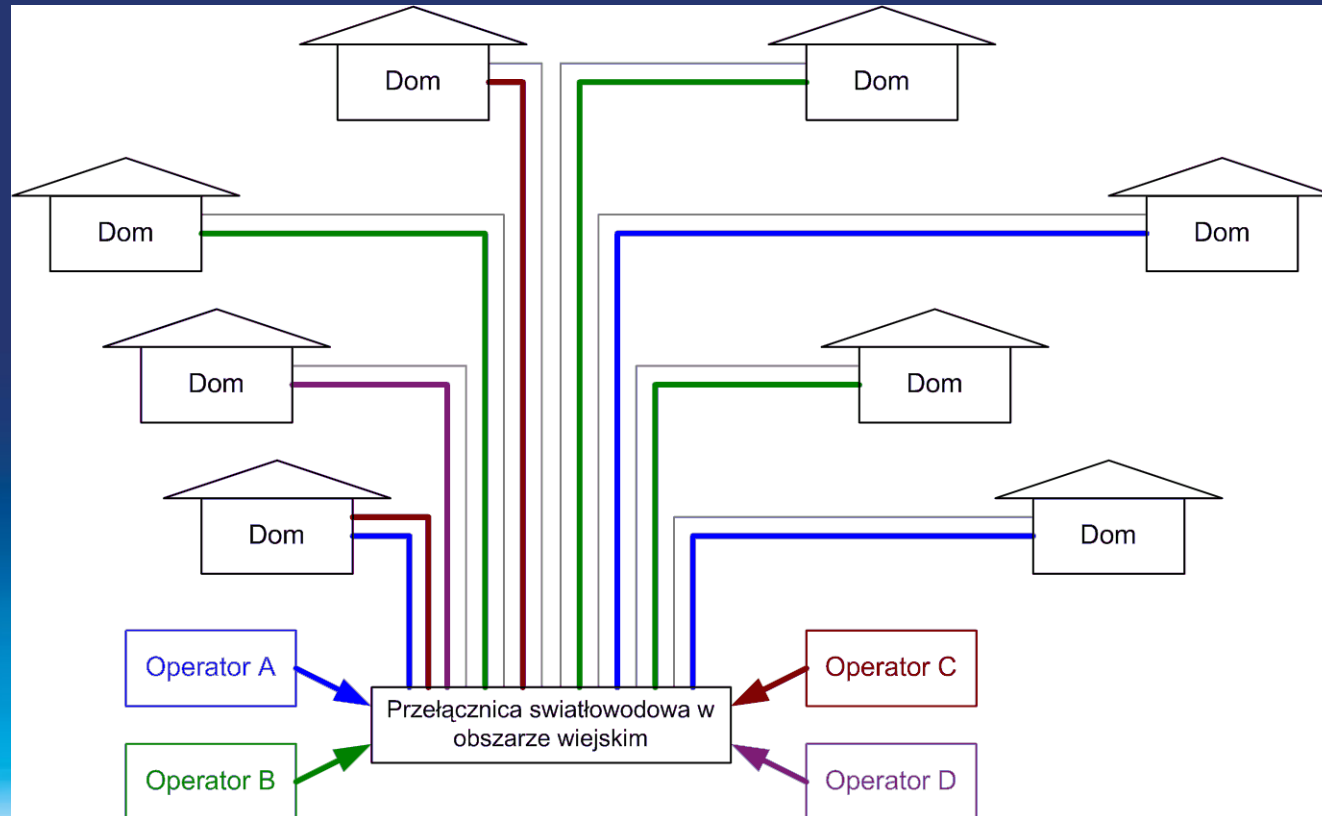 Dom
Dom
Dom
Dom
Dom
Dom
Dom
Dom
Operator A
Operator C
Przełącznica swiatłowodowa w
obszarze wiejskim
Operator B
Operator D